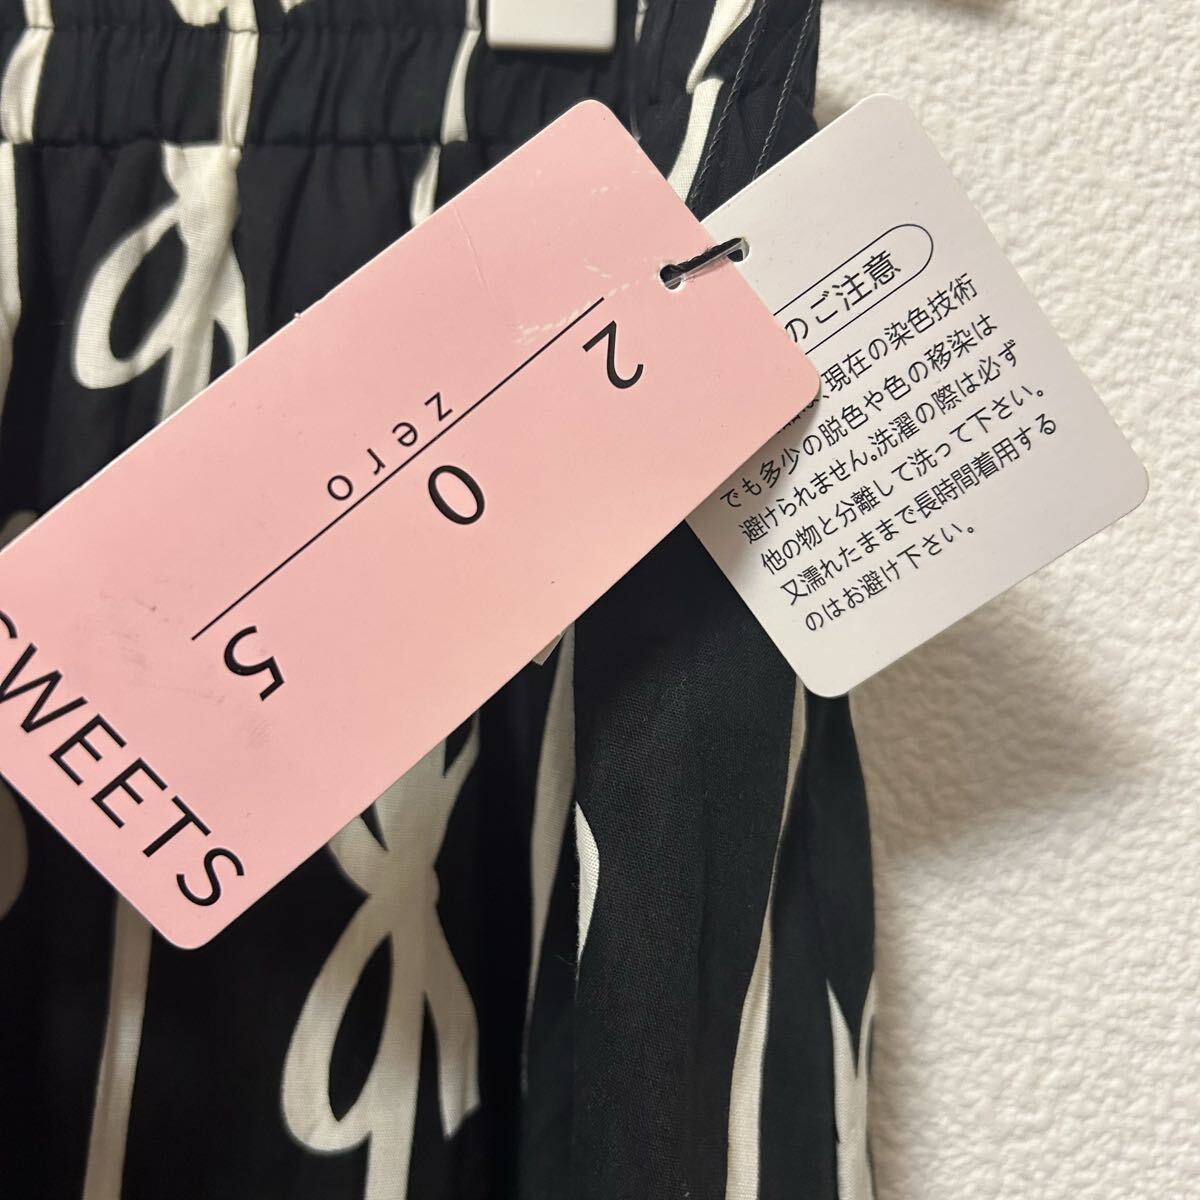 2
zero
0
5
SWEETS
のご注意
、現在の染色技術
でも多少の脱色や色の移染は
避けられません。洗濯の際は必ず
他の物と分離して洗って下さい。
又濡れたままで長時間着用する
のはお避け下さい。